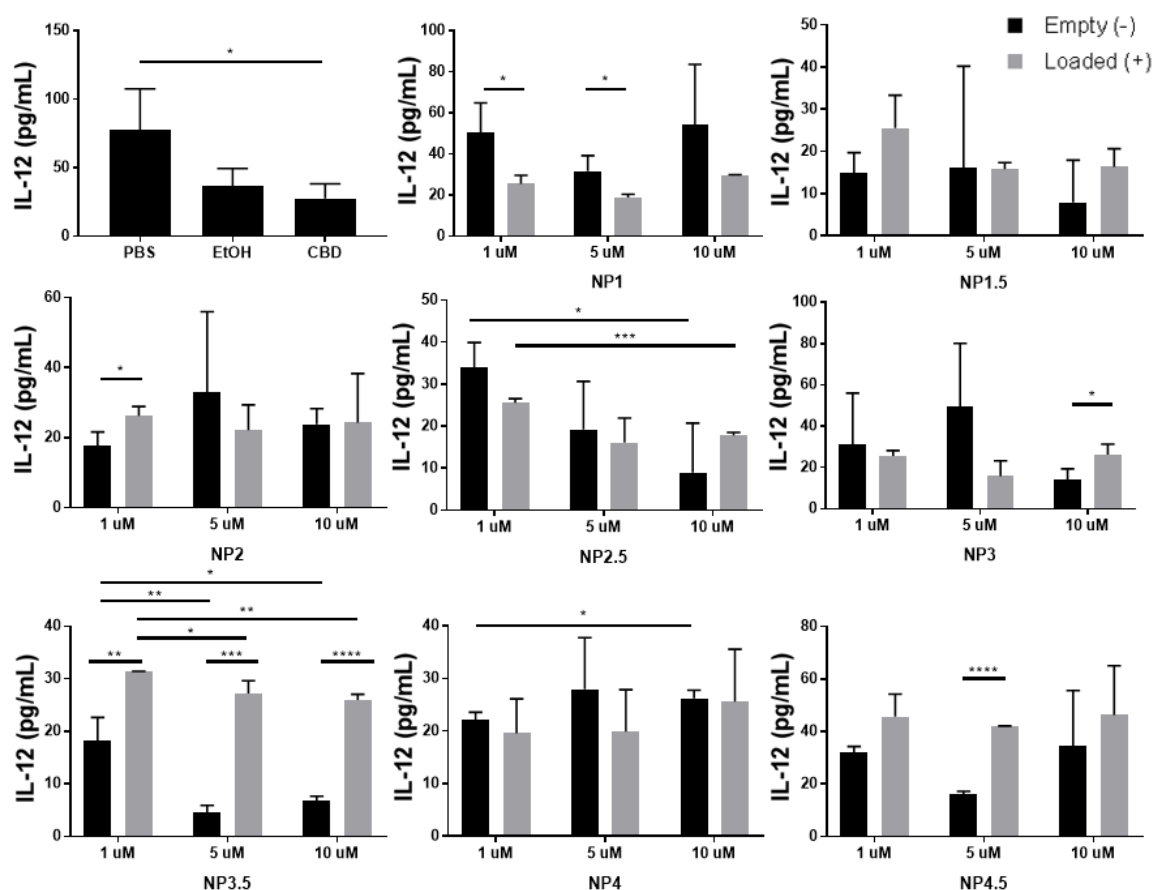 Empty (-)
Loaded (+)
IL-12 (pg/mL)
150
100
50
0
*
PBS EtOH CBD
IL-12 (pg/mL)
100
80
60
40
20
0
* *
1 uM 5 uM 10 uM
NP1
IL-12 (pg/mL)
50
40
30
20
10
0
1 uM 5 uM 10 uM
NP1.5
IL-12 (pg/mL)
60
40
20
0
*
1 uM 5 uM 10 uM
NP2
IL-12 (pg/mL)
50
40
30
20
10
0
*
***
1 uM 5 uM 10 uM
NP2.5
IL-12 (pg/mL)
100
80
60
40
20
0
*
1 uM 5 uM 10 uM
NP3
IL-12 (pg/mL)
40
30
20
10
0
*
**
**
*
** *** ****
1 uM 5 uM 10 uM
NP3.5
IL-12 (pg/mL)
40
30
20
10
0
*
1 uM 5 uM 10 uM
NP4
IL-12 (pg/mL)
80
60
40
20
0
****
1 uM 5 uM 10 uM
NP4.5